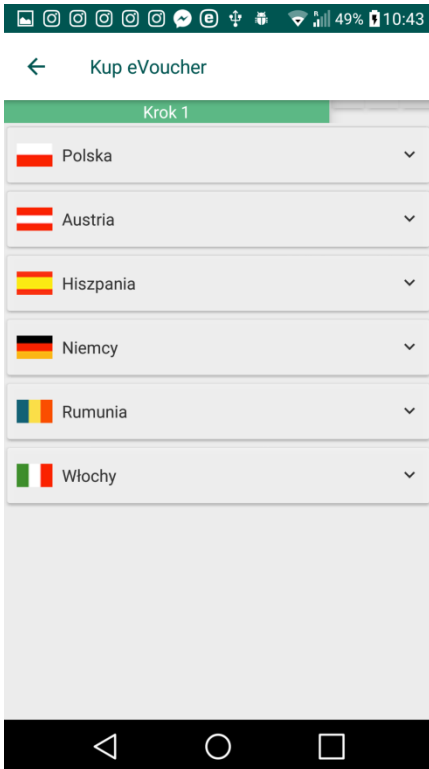 49% 10:43
Kup eVoucher
Krok 1
Polska
Austria
Hiszpania
Niemcy
Rumunia
Włochy